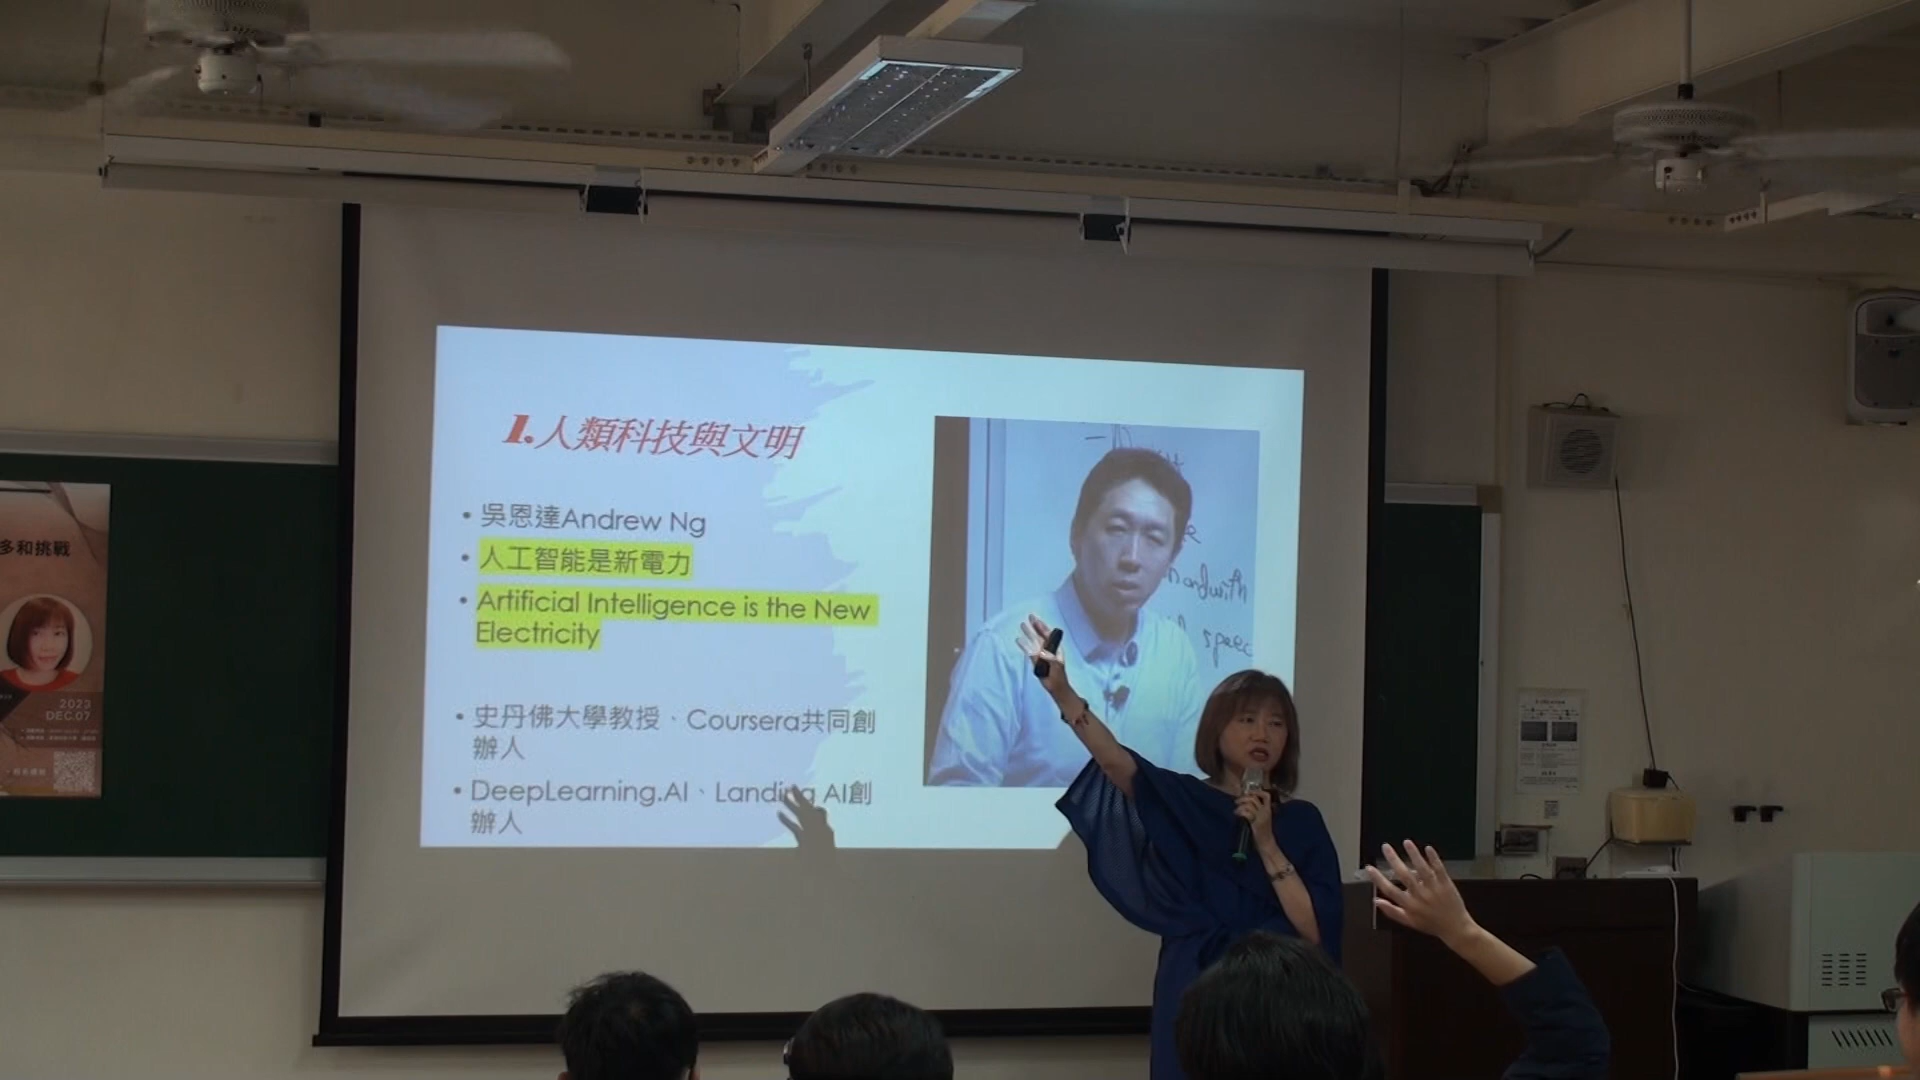 1.人類科技與文明
• 吳恩達Andrew Ng
• 人工智能是新電力
• Artificial Intelligence is the New
Electricity
• 史丹佛大學教授、Coursera共同創
辦人
• DeepLearning.AI、Landing AI創
辦人
多和挑戰
2023
DEC.07